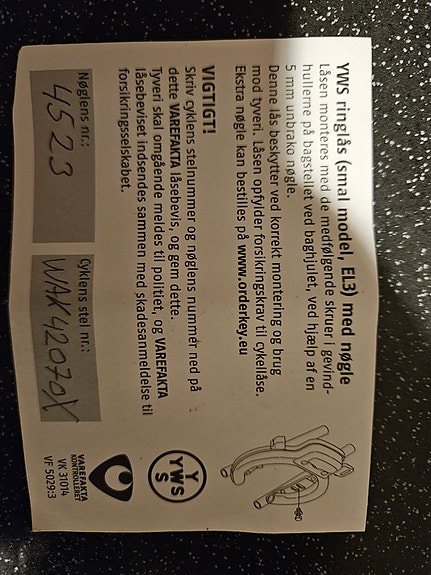 YWS ringlås (smal model, EL3) med nøgle
Låsen monteres med de medfølgende skruer i gevind-
hullerne på bagstellet ved baghjulet, ved hjælp af en
5 mm unbrako nøgle.
Denne lås beskytter ved korrekt montering og brug
mod tyveri. Låsen opfylder forsikringskrav til cykellåse.
Ekstra nøgle kan bestilles på www.orderkey.eu
VIGTIGT!
Skriv cyklens stelnummer og nøglens nummer ned på
dette VAREFAKTA låsebevis, og gem dette.
Tyveri skal omgående meldes til politiet, og VAREFAKTA
låsebeviset indsendes sammen med skadesanmeldelse til
forsikringsselskabet.
Nøglens nr.:
4523
Cyklens stel nr.:
WAK42070X
Y
YWS
S
VAREFAKTA
KONTROLLERET
VK 31014
VF 5029:3